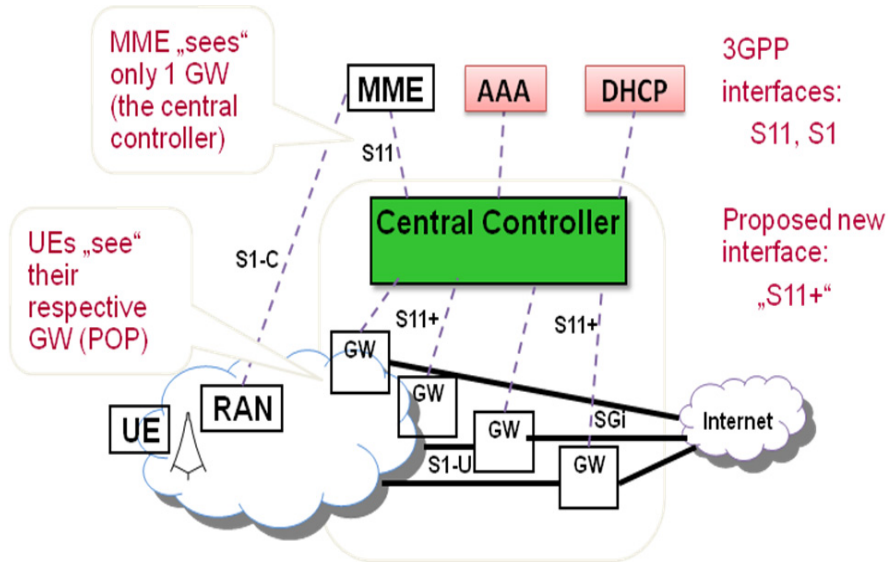 MME „sees“
only 1 GW
(the central
controller)
MME
AAA
DHCP
3GPP
interfaces:
S11, S1
S11
Central Controller
Proposed new
interface:
„S11+“
UEs „see“
their
respective
GW (POP)
S1-C
S11+
S11+
GW
GW
GW
GW
RAN
UE
SGi
Internet
S1-U